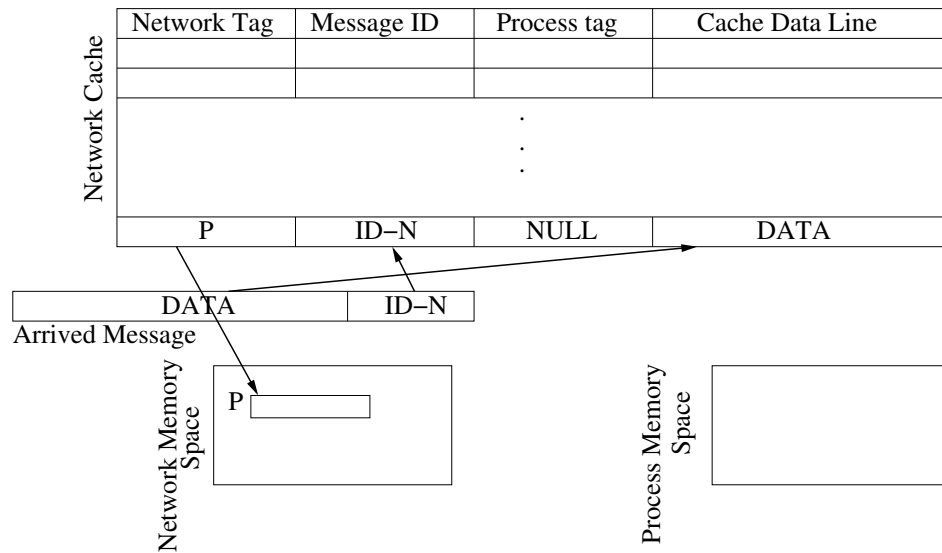 Network Tag Message ID Process tag Cache Data Line
Network Cache
.
.
.
P ID−N NULL DATA
DATA ID−N
Arrived Message
Network Memory
Space
P
Process Memory
Space